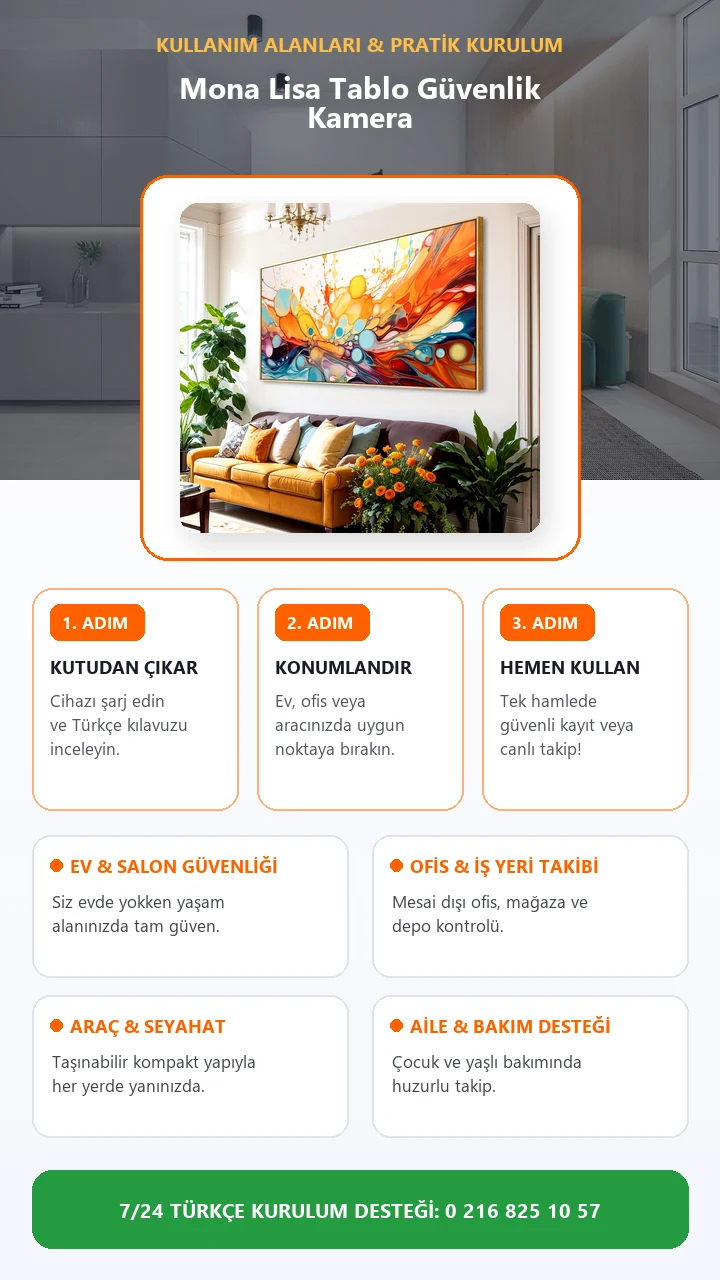 KULLANIM ALANLARI & PRATİK KURULUM
Mona Lisa Tablo Güvenlik
Kamera
1. ADIM
KUTUDAN ÇIKAR
Cihazı şarj edin
ve Türkçe kılavuzu
inceleyin.
2. ADIM
KONUMLANDIR
Ev, ofis veya
aracınızda uygun
noktaya bırakın.
3. ADIM
HEMEN KULLAN
Tek hamlede
güvenli kayıt veya
canlı takip!
EV & SALON GÜVENLİĞİ
Siz evde yokken yaşam
alanınızda tam güven.
OFİS & İŞ YERİ TAKİBİ
Mesai dışı ofis, mağaza ve
depo kontrolü.
ARAÇ & SEYAHAT
Taşınabilir kompakt yapıyla
her yerde yanınızda.
AİLE & BAKIM DESTEĞİ
Çocuk ve yaşlı bakımında
huzurlu takip.
7/24 TÜRKÇE KURULUM DESTEĞİ: 0 216 825 10 57